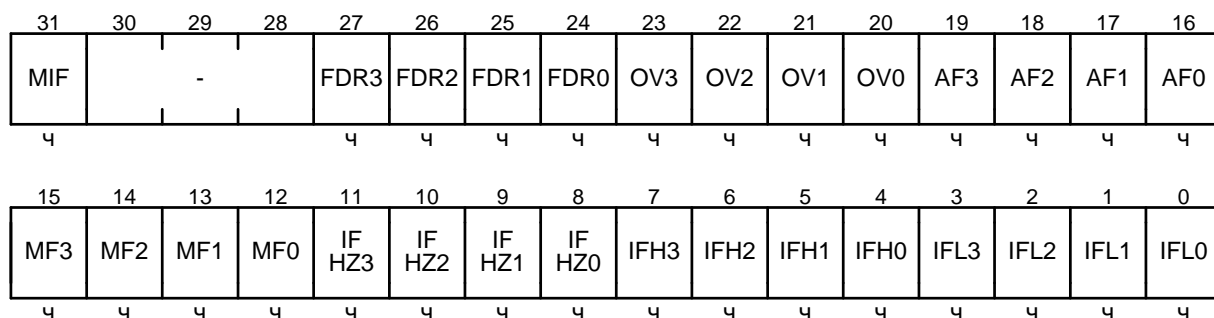 31 30 29 28 27 26 25 24 23 22 21 20 19 18 17 16
MIF - FDR3 FDR2 FDR1 FDR0 OV3 OV2 OV1 OV0 AF3 AF2 AF1 AF0
ч ч ч ч ч ч ч ч ч ч ч ч ч
15 14 13 12 11 10 9 8 7 6 5 4 3 2 1 0
MF3 MF2 MF1 MF0 IF HZ3 IF HZ2 IF HZ1 IF HZ0 IFH3 IFH2 IFH1 IFH0 IFL3 IFL2 IFL1 IFL0
ч ч ч ч ч ч ч ч ч ч ч ч ч ч ч ч